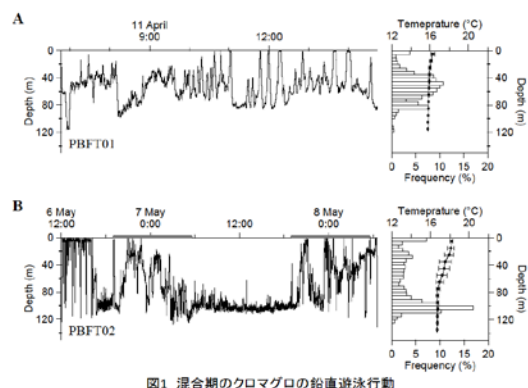 A
11 April
9:00 12:00
Depth (m)
0
40
80
120
PBFT01
Temeprature (°C)
12 16 20 24
Depth (m)
0
40
80
120
0 5 10 15 20
Frequency (%)
B
6 May 7 May 8 May
12:00 0:00 12:00 0:00
Depth (m)
0
40
80
120
PBFT02
Temeprature (°C)
12 16 20 24
Depth (m)
0
40
80
120
0 5 10 15 20
Frequency (%)
図1 混合期のクロマグロの鉛直遊泳行動